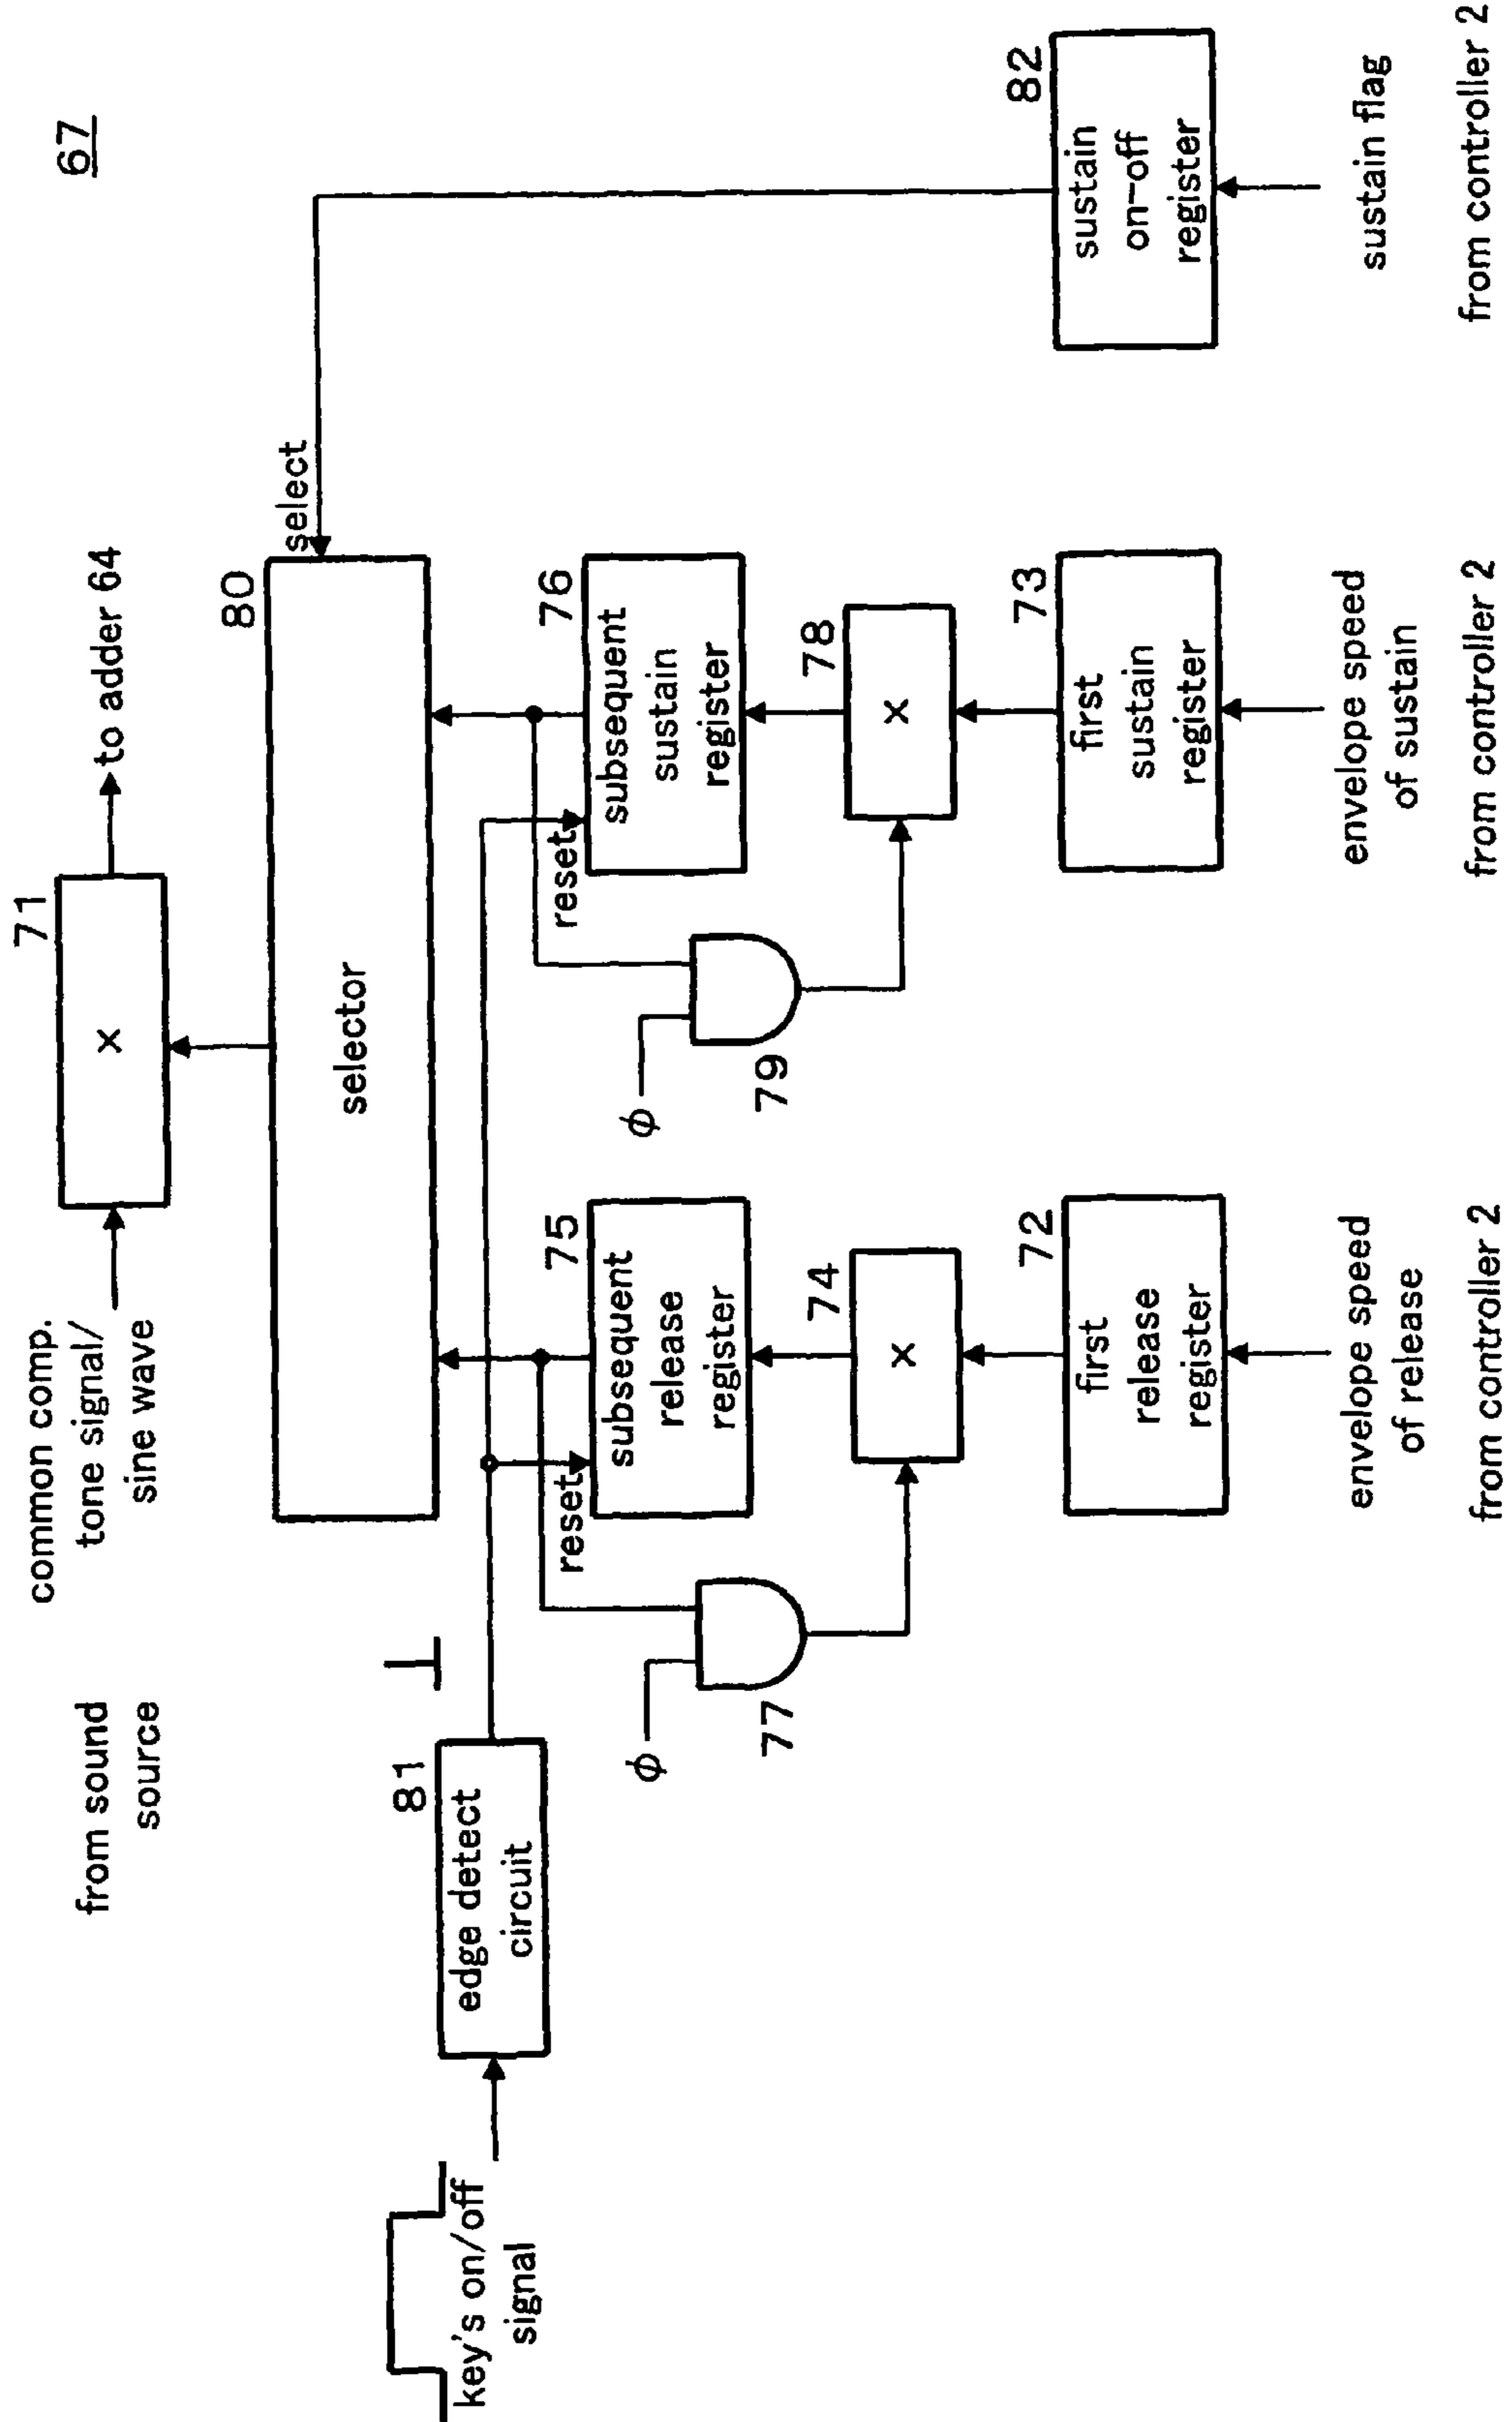 67
from sound
source
common comp.
tone signal/
sine wave
71
×
to adder 64
80
selector
select
key's on/off
signal
81
edge detect
circuit
reset
75
subsequent
release
register
reset
76
subsequent
sustain
register
ϕ
77
74
×
ϕ
79
78
×
72
first
release
register
73
first
sustain
register
82
sustain
on-off
register
envelope speed
of release
envelope speed
of sustain
sustain flag
from controller 2
from controller 2
from controller 2